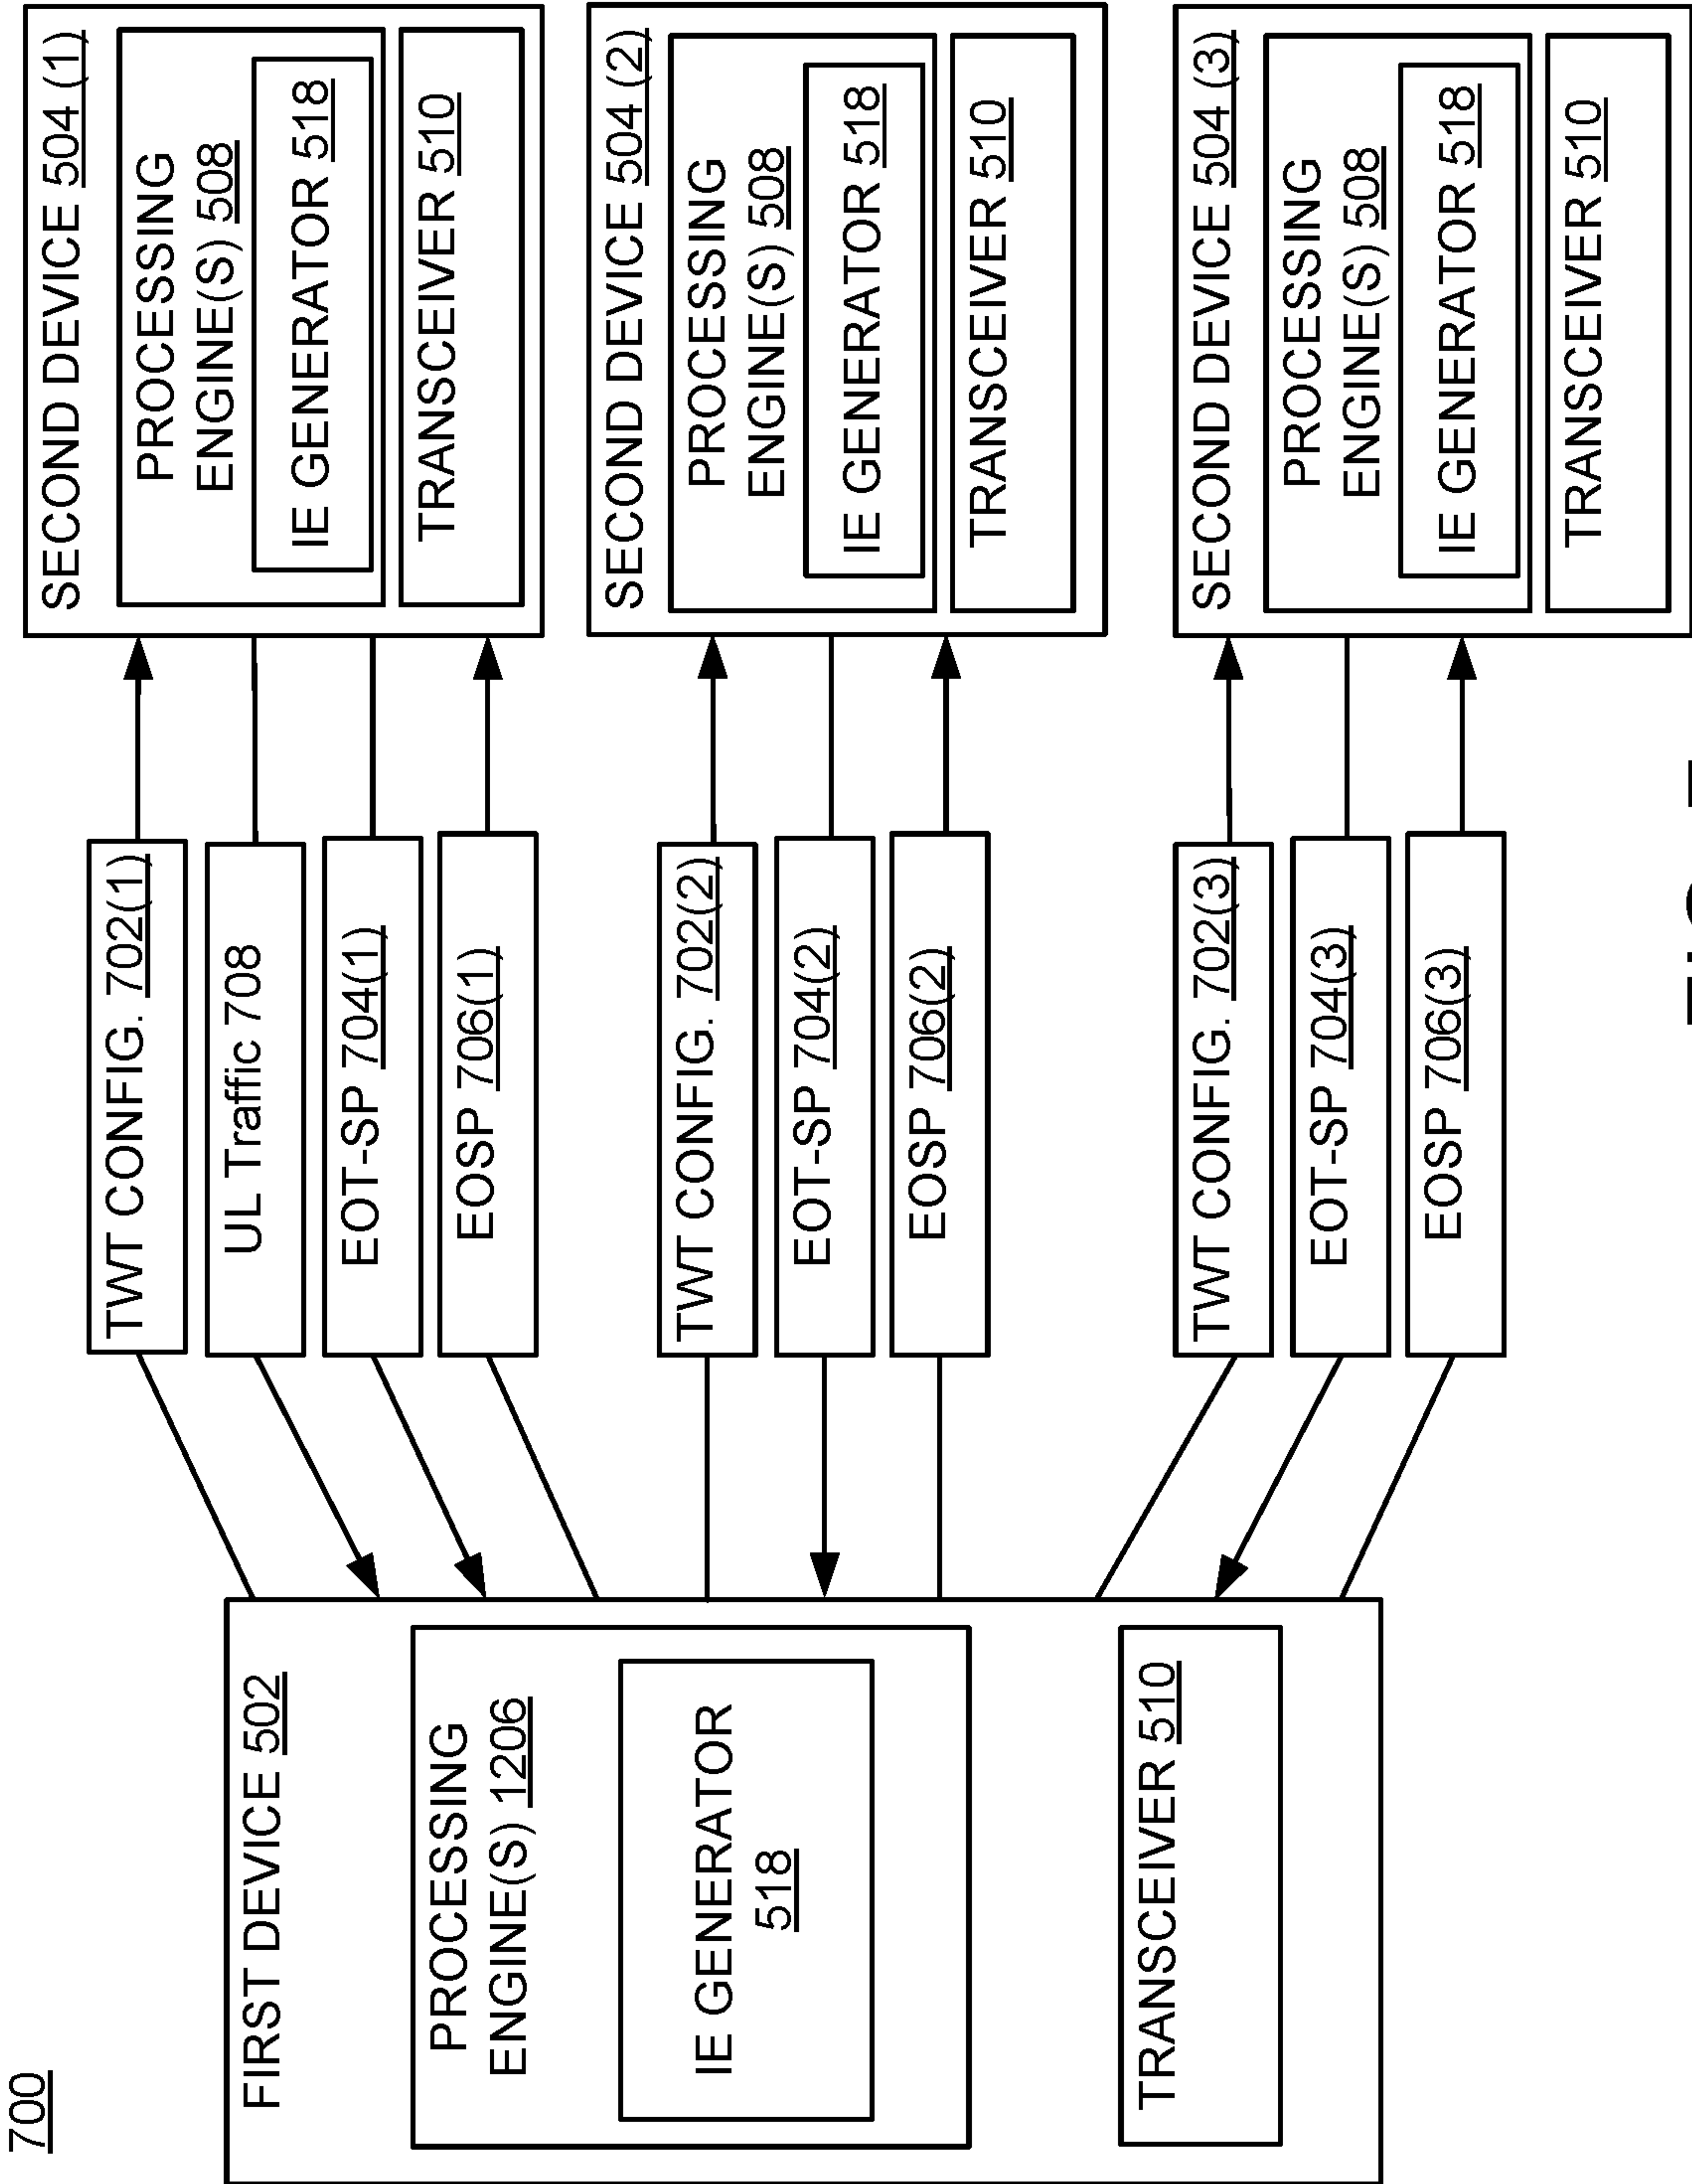 700
FIRST DEVICE 502
PROCESSING
ENGINE(S) 1206
IE GENERATOR
518
TRANSCEIVER 510
TWT CONFIG. 702(1)
UL Traffic 708
EOT-SP 704(1)
EOSP 706(1)
TWT CONFIG. 702(2)
EOT-SP 704(2)
EOSP 706(2)
TWT CONFIG. 702(3)
EOT-SP 704(3)
EOSP 706(3)
SECOND DEVICE 504 (1)
PROCESSING
ENGINE(S) 508
IE GENERATOR 518
TRANSCEIVER 510
SECOND DEVICE 504 (2)
PROCESSING
ENGINE(S) 508
IE GENERATOR 518
TRANSCEIVER 510
SECOND DEVICE 504 (3)
PROCESSING
ENGINE(S) 508
IE GENERATOR 518
TRANSCEIVER 510